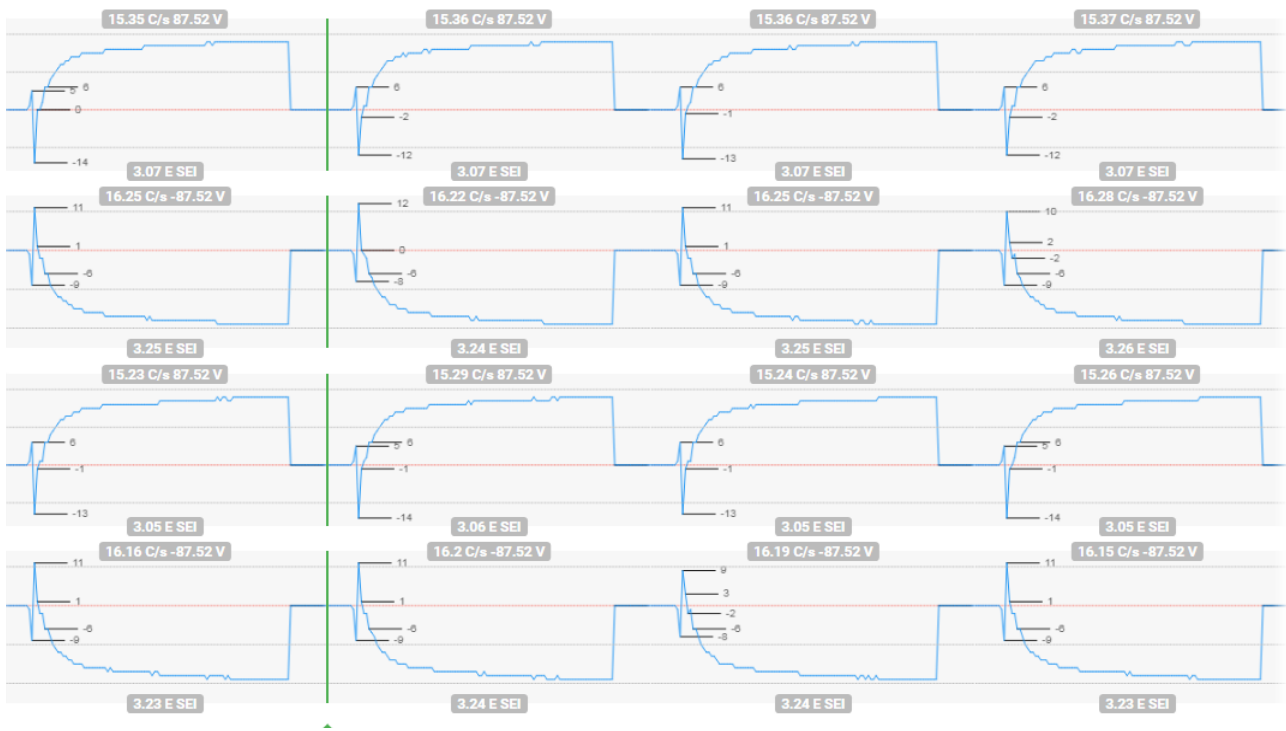 15.35 C/s 87.52 V 15.36 C/s 87.52 V 15.36 C/s 87.52 V 15.37 C/s 87.52 V
5 6 6 6 6
0 -2 -1 -2
-14 -12 -13 -12
3.07 E SEI 3.07 E SEI 3.07 E SEI 3.07 E SEI
16.25 C/s -87.52 V 16.22 C/s -87.52 V 16.25 C/s -87.52 V 16.28 C/s -87.52 V
11 12 11 10
1 0 1 2
-2
-6 -6 -6 -6
-9 -8 -9 -9
3.25 E SEI 3.24 E SEI 3.25 E SEI 3.26 E SEI
15.23 C/s 87.52 V 15.29 C/s 87.52 V 15.24 C/s 87.52 V 15.26 C/s 87.52 V
6 5 6 6 5 6
-1 -1 -1 -1
-13 -14 -13 -14
3.05 E SEI 3.06 E SEI 3.05 E SEI 3.05 E SEI
16.16 C/s -87.52 V 16.2 C/s -87.52 V 16.19 C/s -87.52 V 16.15 C/s -87.52 V
11 11 9 11
1 1 3 1
-2
-6 -6 -6 -6
-9 -9 -8 -9
3.23 E SEI 3.24 E SEI 3.24 E SEI 3.23 E SEI